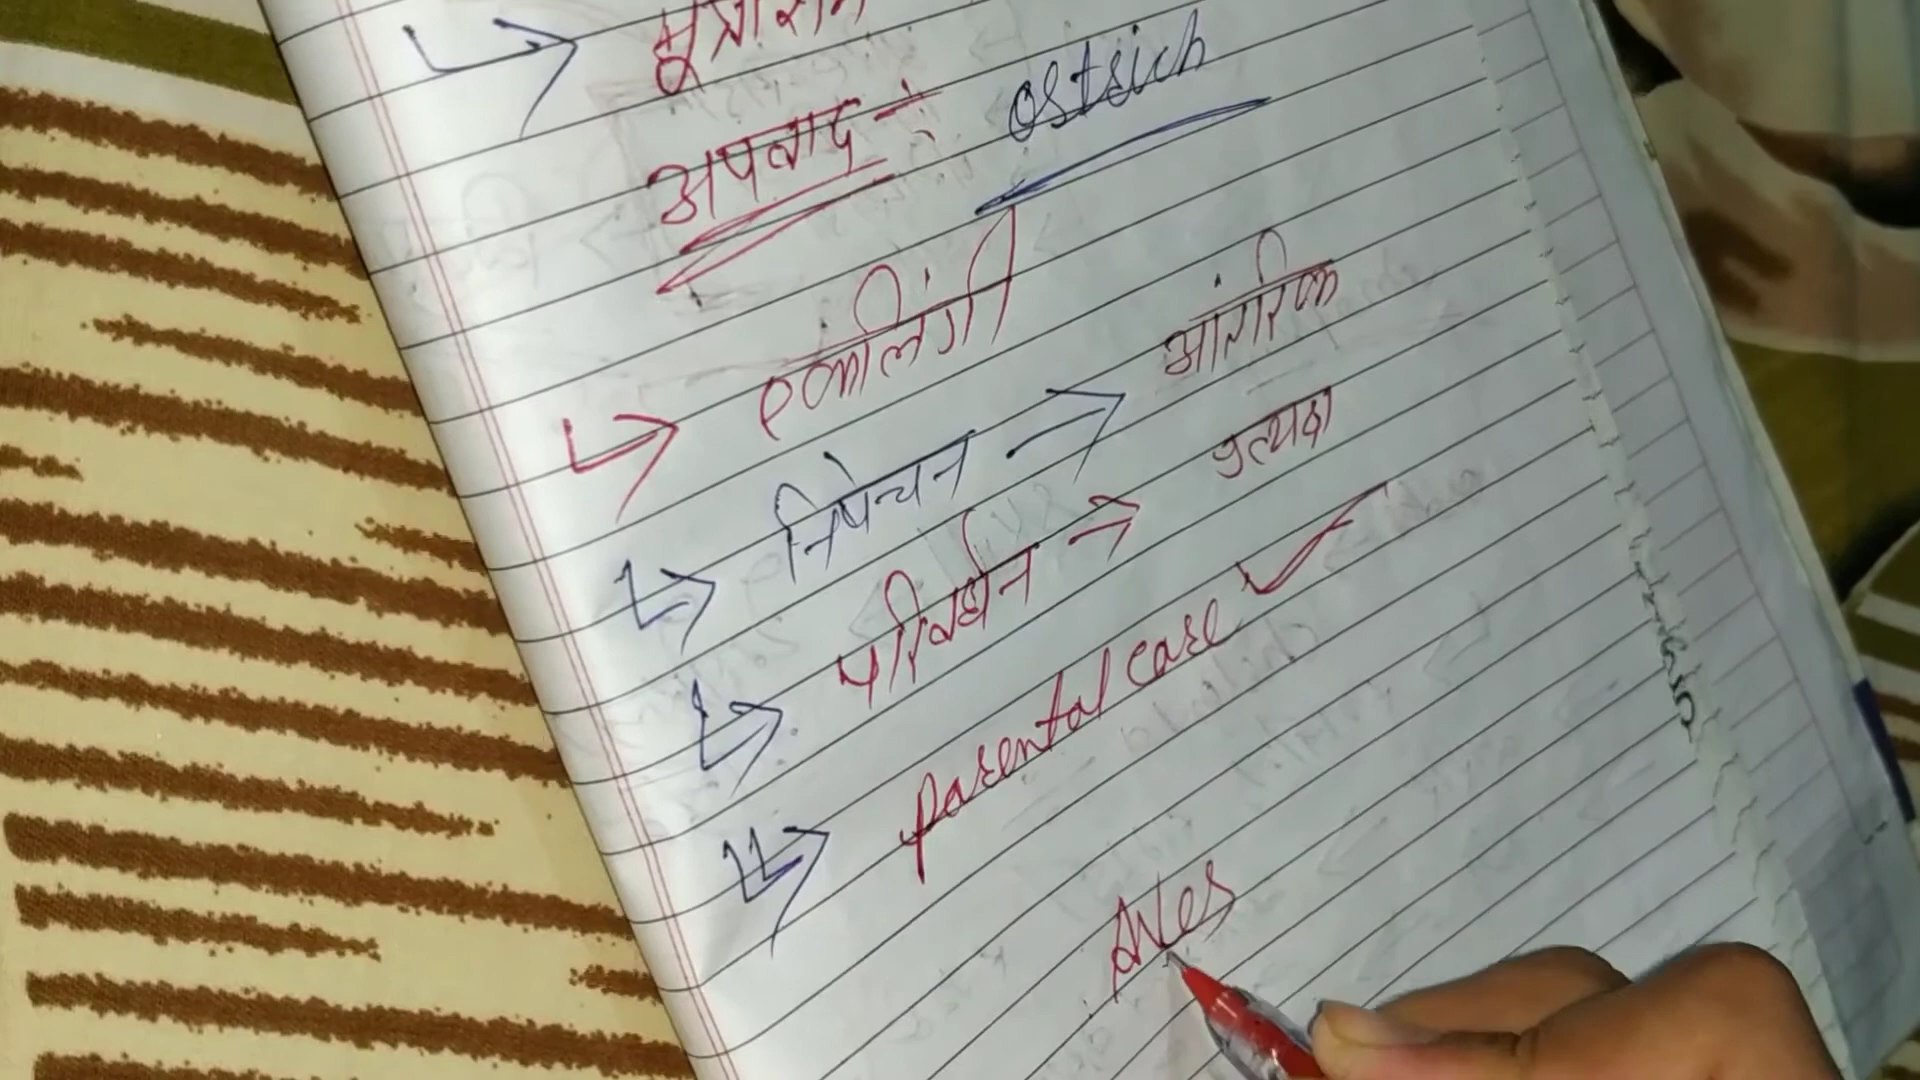 अपवाद - ostrich
एकलिंगी
निषेचन → आंतरिक
परिवर्धन → प्रत्यक्ष
parental care ✓
Aves